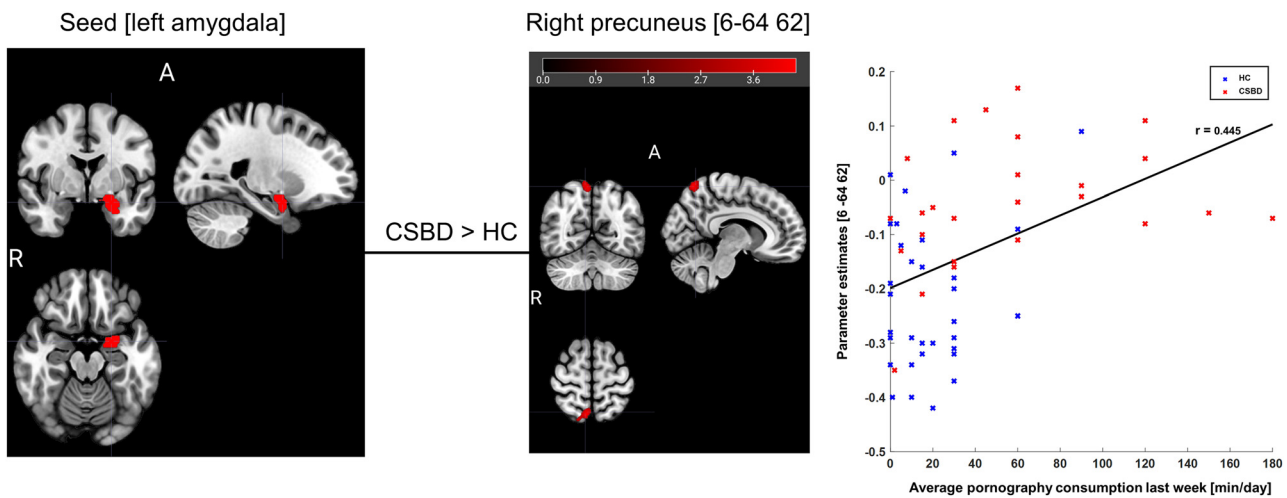 Seed [left amygdala]
A
R
CSBD > HC
Right precuneus [6-64 62]
0.0 0.9 1.8 2.7 3.6
A
R
HC
CSBD
r = 0.445
Parameter estimates [6 -64 62]
0.2
0.1
0
-0.1
-0.2
-0.3
-0.4
-0.5
0 20 40 60 80 100 120 140 160 180
Average pornography consumption last week [min/day]